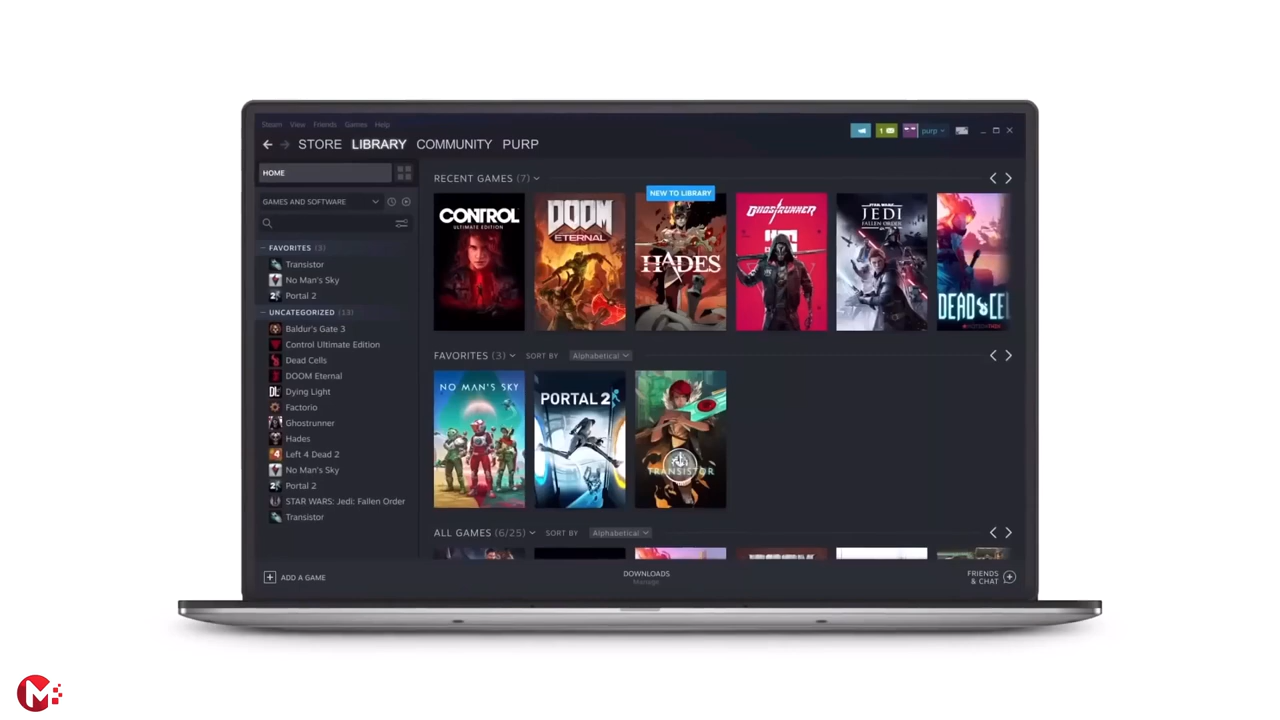 Steam View Friends Games Help
1
purp
STORE LIBRARY COMMUNITY PURP
HOME
GAMES AND SOFTWARE
FAVORITES (3)
Transistor
No Man's Sky
Portal 2
UNCATEGORIZED (13)
Baldur's Gate 3
Control Ultimate Edition
Dead Cells
DOOM Eternal
Dying Light
Factorio
Ghostrunner
Hades
Left 4 Dead 2
No Man's Sky
Portal 2
STAR WARS: Jedi: Fallen Order
Transistor
ADD A GAME
RECENT GAMES (7)
NEW TO LIBRARY
CONTROL
ULTIMATE EDITION
DOOM
ETERNAL
HADES
GHOSTRUNNER
STAR WARS
JEDI
FALLEN ORDER
DEAD CEL
FAVORITES (3) SORT BY Alphabetical
NO MAN'S SKY
PORTAL 2
TRANSISTOR
ALL GAMES (6/25) SORT BY Alphabetical
DOWNLOADS
Manage
FRIENDS
& CHAT
M